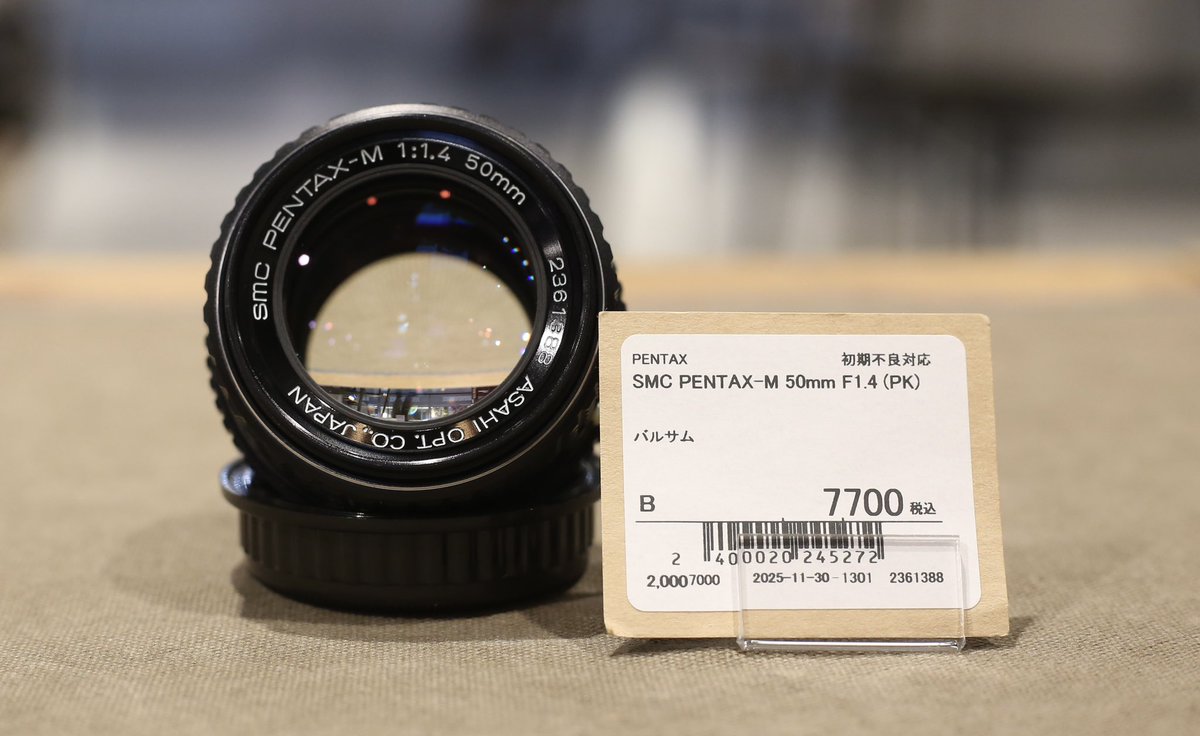 SMC PENTAX-M 1:1.4 50mm
2361388 ASAHI OPT. CO., JAPAN
PENTAX 初期不良対応
SMC PENTAX-M 50mm F1.4 (PK)
バルサム
B 7700 税込
2 400020 245272
2,000 7000 2025-11-30-1301 2361388